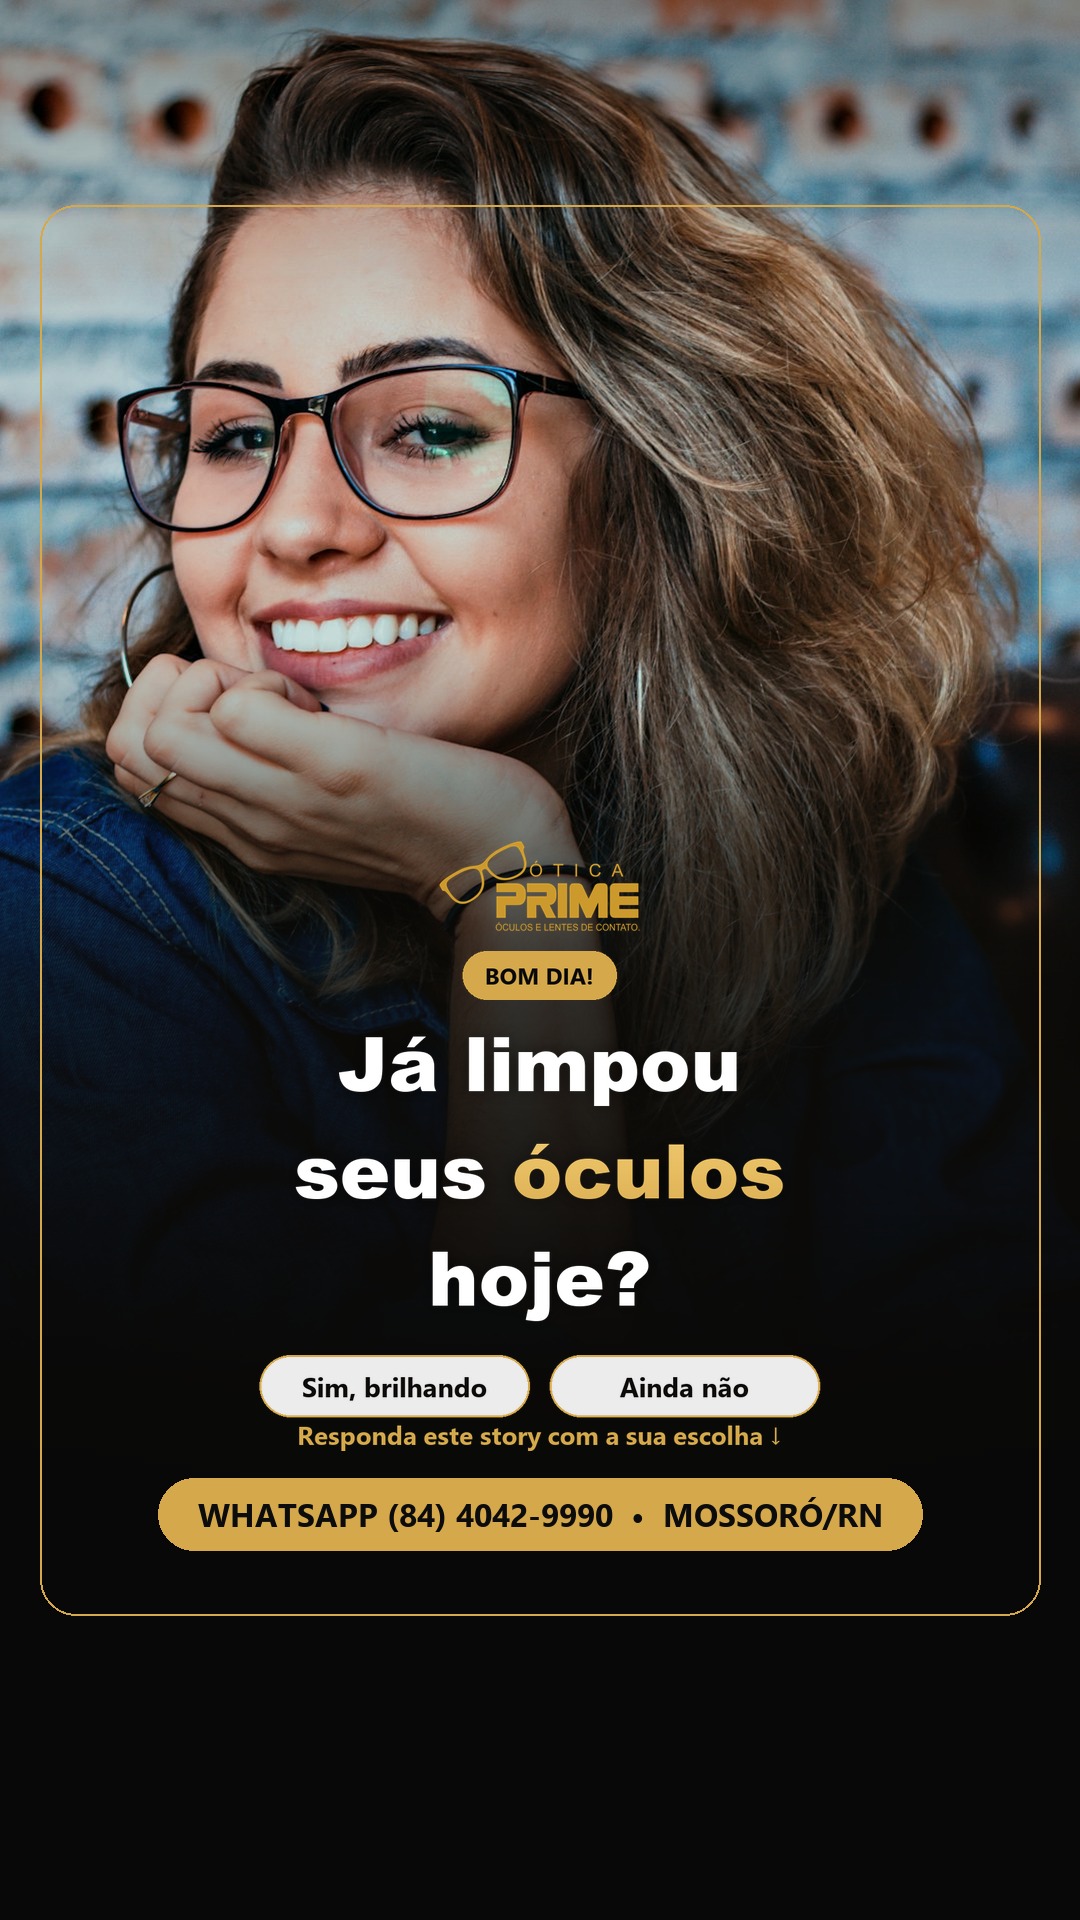 ÓTICA
PRIME
ÓCULOS E LENTES DE CONTATO.
BOM DIA!
Já limpou
seus óculos
hoje?
Sim, brilhando
Ainda não
Responda este story com a sua escolha ↓
WHATSAPP (84) 4042-9990 • MOSSORÓ/RN